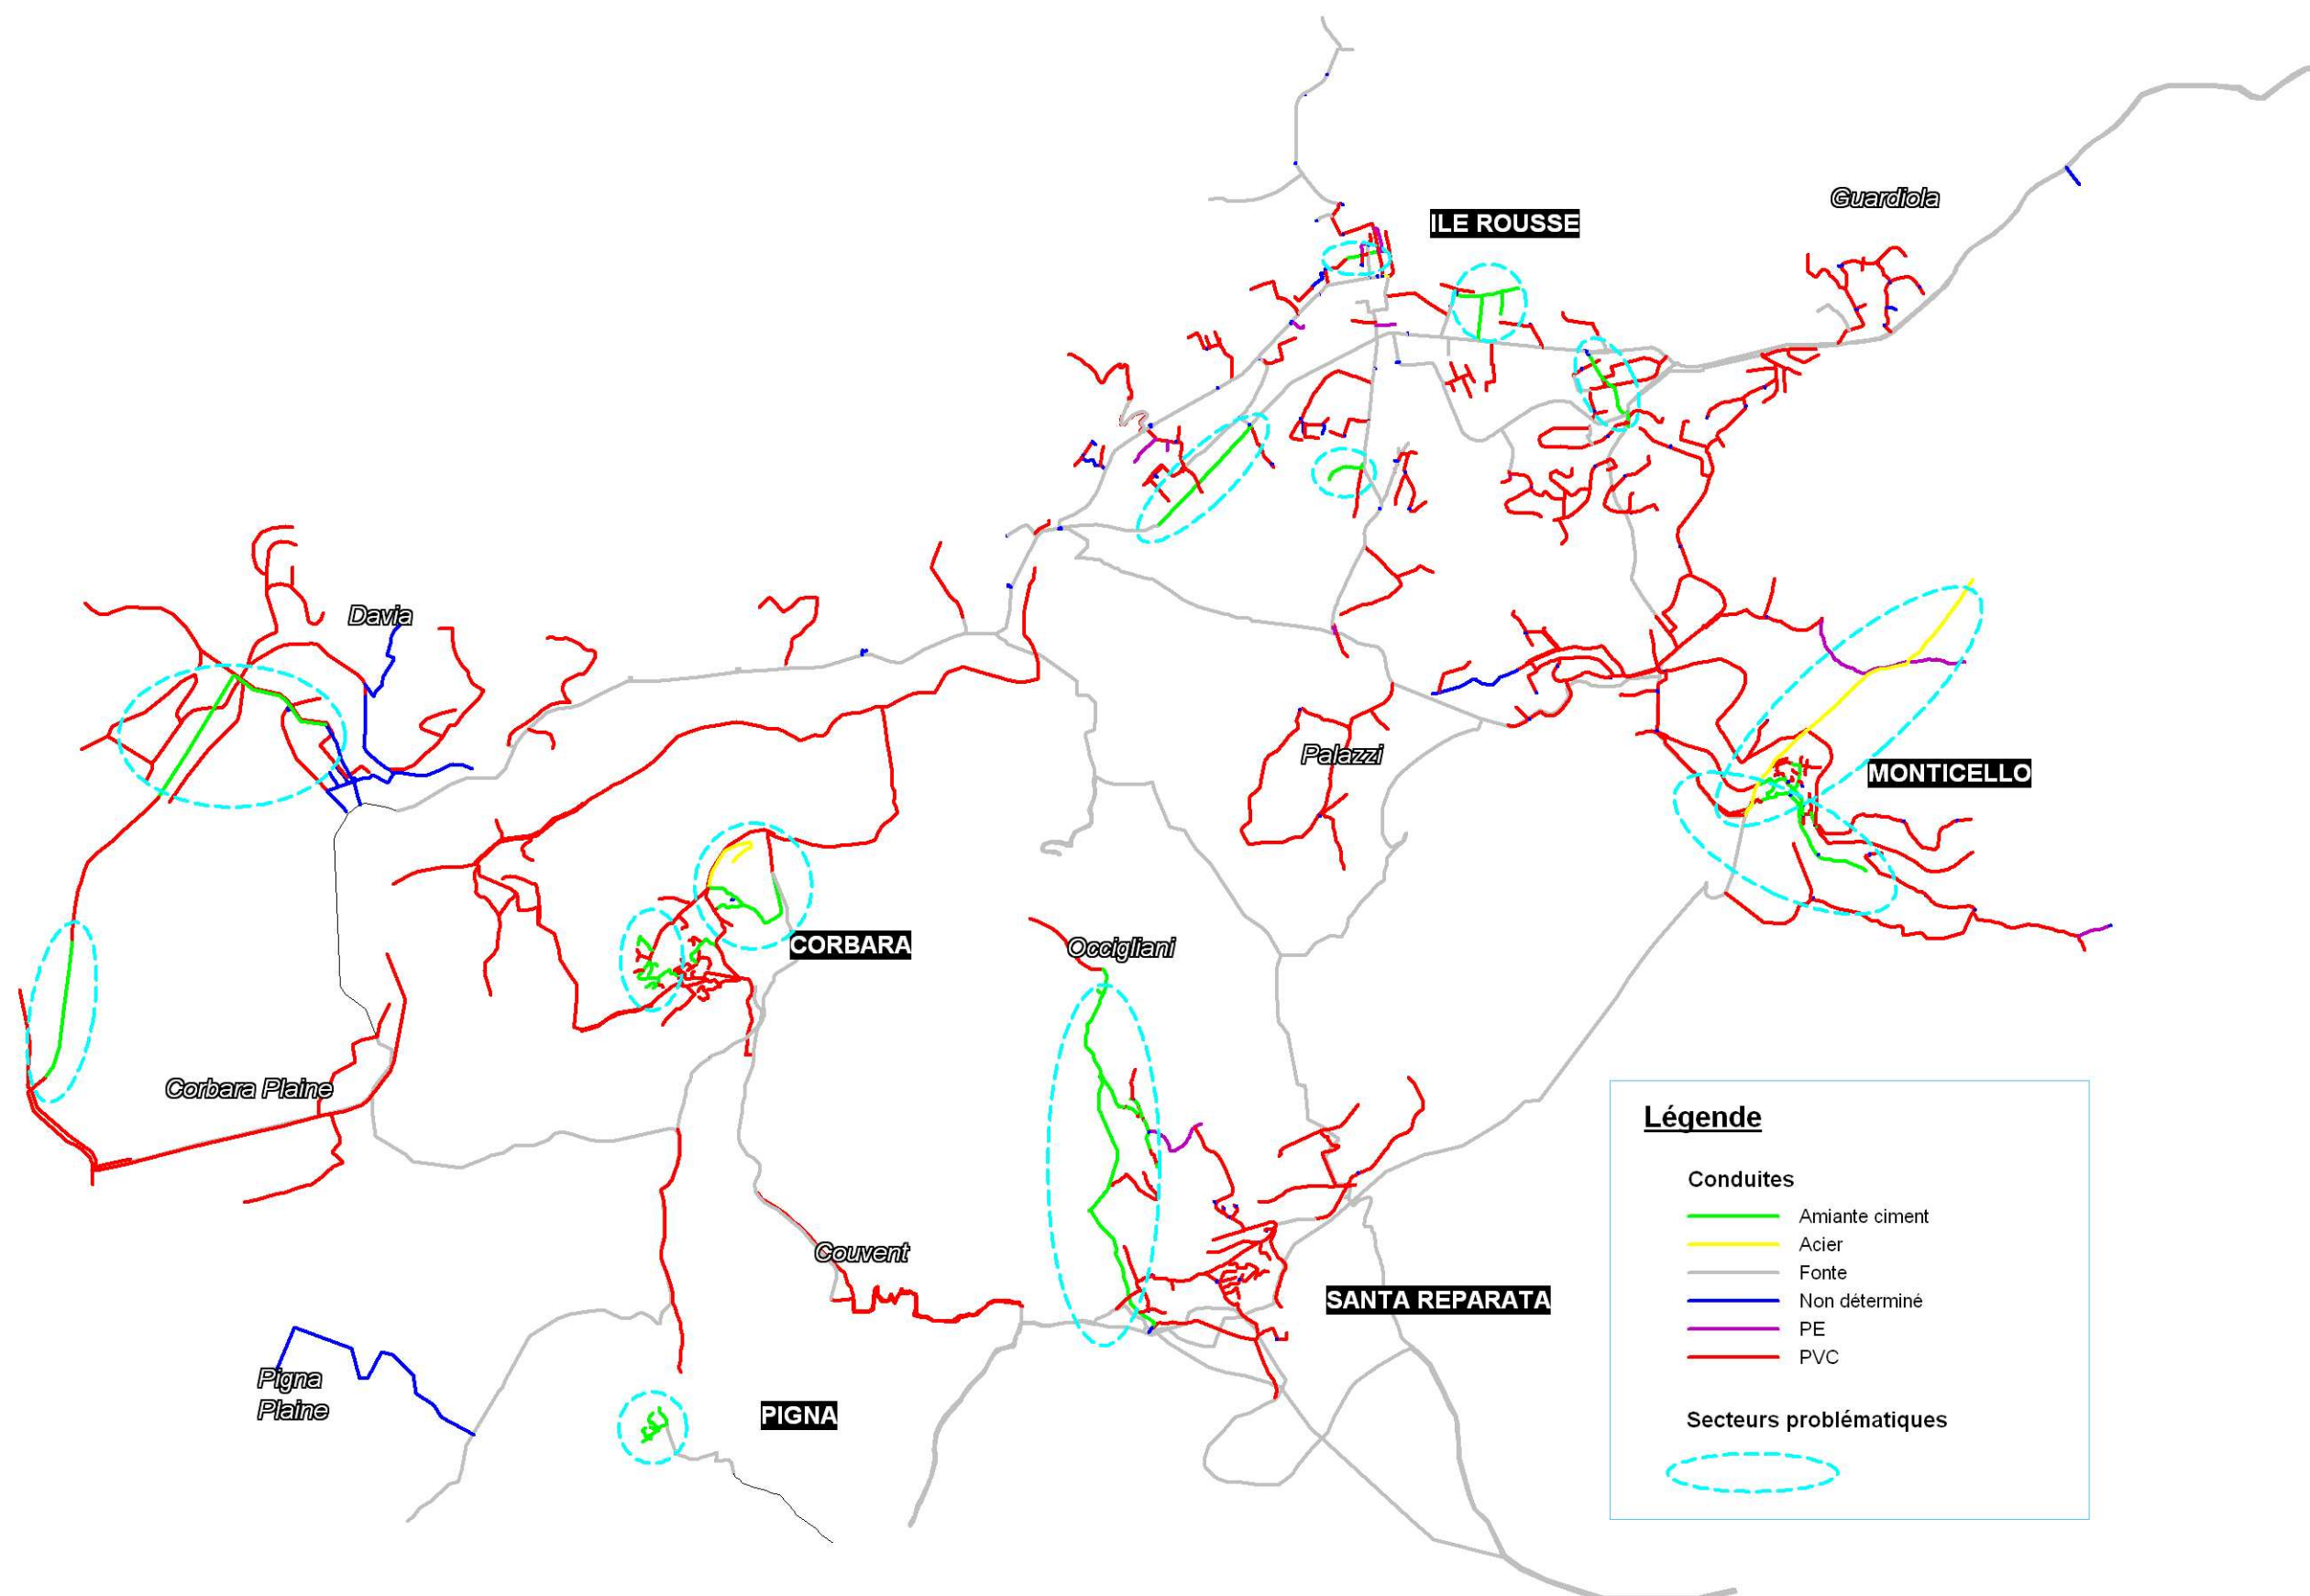 Guardiola
ILE ROUSSE
Davia
Palazzi
MONTICELLO
CORBARA
Occigliani
Corbara Plaine
Couvent
SANTA REPARATA
Pigna
Plaine
PIGNA
Légende
Conduites
Amiante ciment
Acier
Fonte
Non déterminé
PE
PVC
Secteurs problématiques